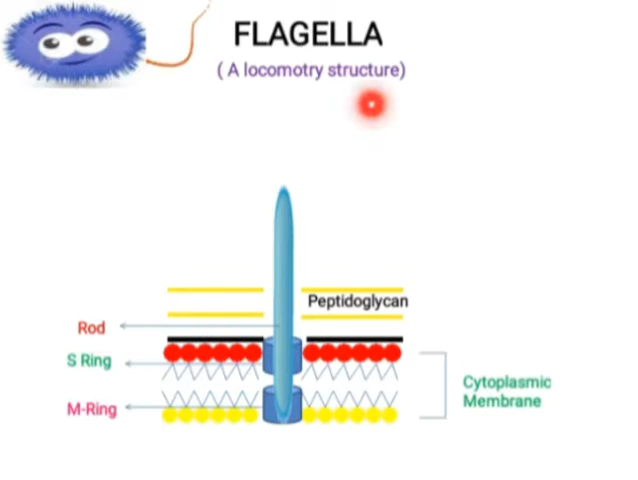 FLAGELLA
( A locomotry structure)
Peptidoglycan
Rod
S Ring
M-Ring
Cytoplasmic
Membrane